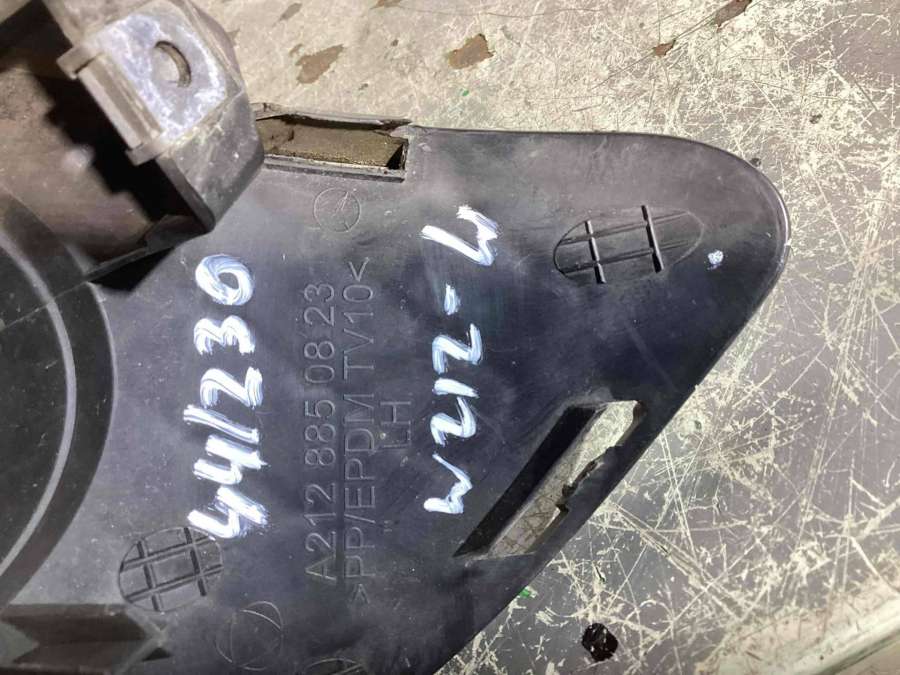 44/230
A212 885 08 23
>PP/EPDM TV10<
LH
W212-W